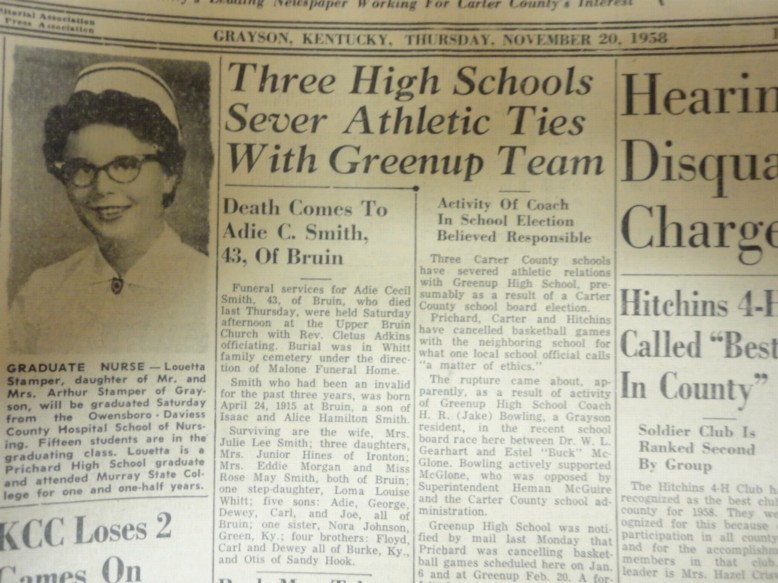 's Leading Newspaper Working For Carter County's Interest
Press Association
GRAYSON, KENTUCKY, THURSDAY, NOVEMBER 20, 1958
GRADUATE NURSE — Louetta
Stamper, daughter of Mr. and
Mrs. Arthur Stamper of Gray-
son, will be graduated Saturday
from the Owensboro - Daviess
County Hospital School of Nurs-
ing. Fifteen students are in the
graduating class. Louetta is a
Prichard High School graduate
and attended Murray State Col-
lege for one and one-half years.
KCC Loses 2
Games On
Three High Schools
Sever Athletic Ties
With Greenup Team
Death Comes To
Adie C. Smith,
43, Of Bruin
Funeral services for Adie Cecil
Smith, 43, of Bruin, who died
last Thursday, were held Saturday
afternoon at the Upper Bruin
Church with Rev. Cletus Adkins
officiating. Burial was in Whitt
family cemetery under the direc-
tion of Malone Funeral Home.
Smith who had been an invalid
for the past three years, was born
April 24, 1915 at Bruin, a son of
Isaac and Alice Hamilton Smith.
Surviving are the wife, Mrs.
Julie Lee Smith; three daughters,
Mrs. Junior Hines of Ironton;
Mrs. Eddie Morgan and Miss
Rose May Smith, both of Bruin;
one step-daughter, Loma Louise
Whitt; five sons: Adie, George,
Dewey, Carl, and Joe, all of
Bruin; one sister, Nora Johnson,
Green, Ky.; four brothers: Floyd,
Carl and Dewey all of Burke, Ky.,
and Otis of Sandy Hook.
Activity Of Coach
In School Election
Believed Responsible
Three Carter County schools
have severed athletic relations
with Greenup High School, pre-
sumably as a result of a Carter
County school board election.
Prichard, Carter and Hitchins
have cancelled basketball games
with the neighboring school for
what one local school official calls
"a matter of ethics."
The rupture came about, ap-
parently, as a result of activity
of Greenup High School Coach
H. R. (Jake) Bowling, a Grayson
resident, in the recent school
board race here between Dr. W. L.
Gearhart and Estel "Buck" Mc-
Glone. Bowling actively supported
McGlone, who was opposed by
Superintendent Heman McGuire
and the Carter County school ad-
ministration.
Greenup High School was noti-
fied by mail last Monday that
Prichard was cancelling basket-
ball games scheduled here on Jan.
6 and at Greenup Feb. 20. A for-
Hearin
Disqua
Charge
Hitchins 4-H
Called "Best
In County"
Soldier Club Is
Ranked Second
By Group
The Hitchins 4-H Club h
recognized as the best clu
county for 1958. They we
ognized for this because
participation in all county
and for the accomplishm
members in that club
leader is Mrs. Hazel